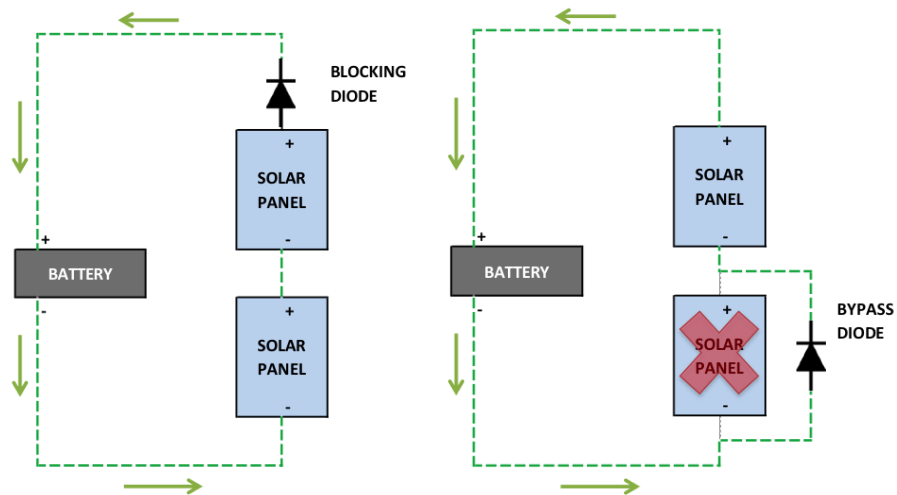 BLOCKING
DIODE
+
SOLAR
PANEL
-
+
BATTERY
-
+
SOLAR
PANEL
-
+
SOLAR
PANEL
-
+
BATTERY
-
+
SOLAR
PANEL
-
BYPASS
DIODE